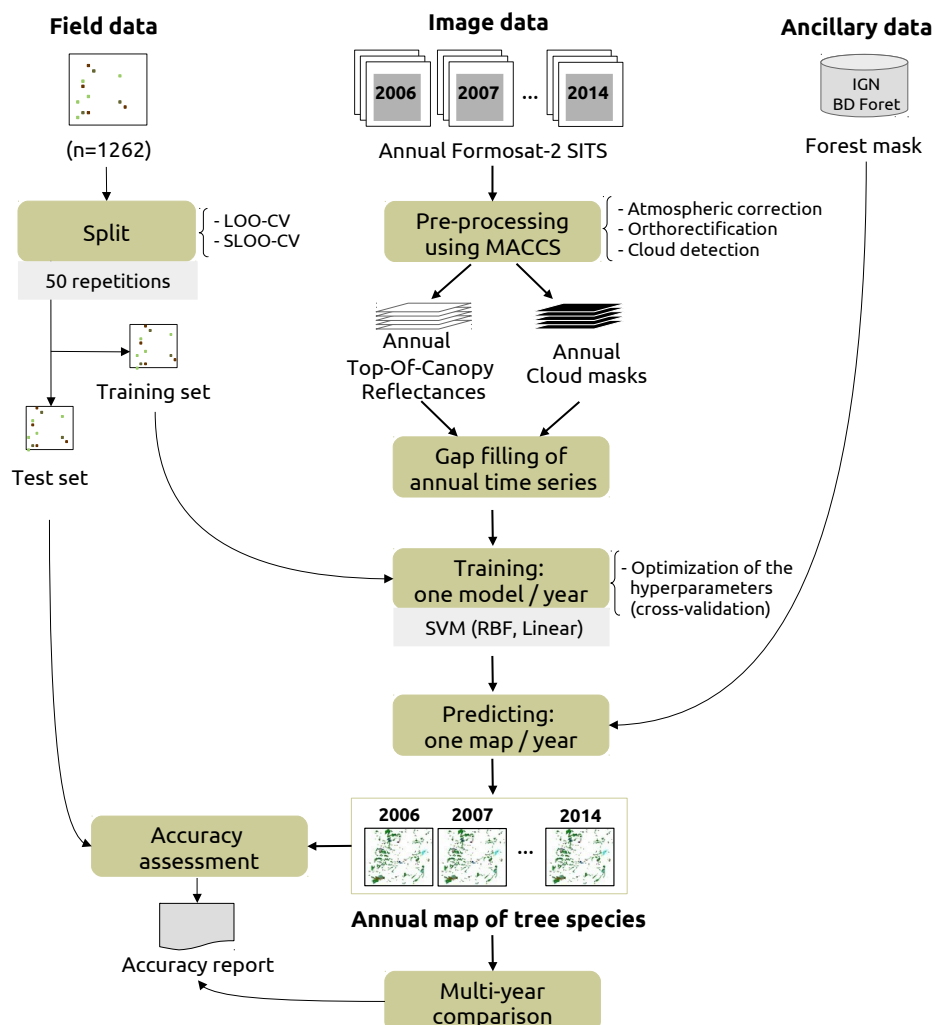 Field data
Image data
Ancillary data
2006
2007
...
2014
IGN
BD Foret
(n=1262)
Annual Formosat-2 SITS
Forest mask
Split
- LOO-CV
- SLOO-CV
50 repetitions
Pre-processing
using MACCS
- Atmospheric correction
- Orthorectification
- Cloud detection
Training set
Test set
Annual
Top-Of-Canopy
Reflectances
Annual
Cloud masks
Gap filling of
annual time series
Training:
one model / year
SVM (RBF, Linear)
- Optimization of the
hyperparameters
(cross-validation)
Predicting:
one map / year
2006
2007
...
2014
Accuracy
assessment
Annual map of tree species
Accuracy report
Multi-year
comparison